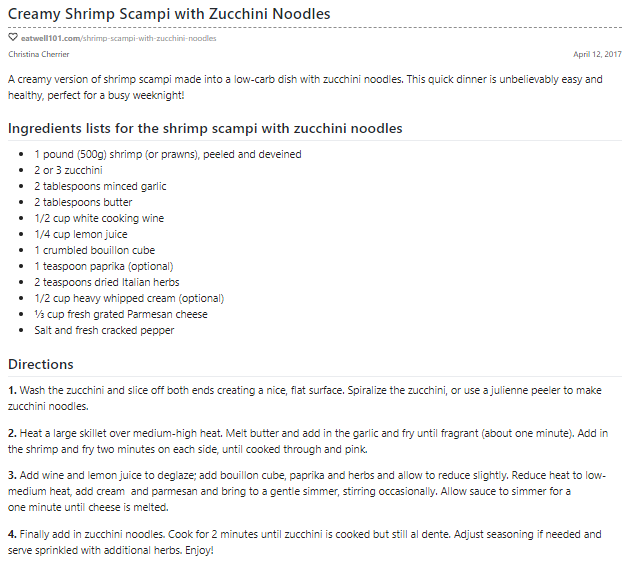 Creamy Shrimp Scampi with Zucchini Noodles
eatwell101.com/shrimp-scampi-with-zucchini-noodles
Christina Cherrier
April 12, 2017
A creamy version of shrimp scampi made into a low-carb dish with zucchini noodles. This quick dinner is unbelievably easy and
healthy, perfect for a busy weeknight!
Ingredients lists for the shrimp scampi with zucchini noodles
• 1 pound (500g) shrimp (or prawns), peeled and deveined
• 2 or 3 zucchini
• 2 tablespoons minced garlic
• 2 tablespoons butter
• 1/2 cup white cooking wine
• 1/4 cup lemon juice
• 1 crumbled bouillon cube
• 1 teaspoon paprika (optional)
• 2 teaspoons dried Italian herbs
• 1/2 cup heavy whipped cream (optional)
• ⅓ cup fresh grated Parmesan cheese
• Salt and fresh cracked pepper
Directions
1. Wash the zucchini and slice off both ends creating a nice, flat surface. Spiralize the zucchini, or use a julienne peeler to make
zucchini noodles.
2. Heat a large skillet over medium-high heat. Melt butter and add in the garlic and fry until fragrant (about one minute). Add in
the shrimp and fry two minutes on each side, until cooked through and pink.
3. Add wine and lemon juice to deglaze; add bouillon cube, paprika and herbs and allow to reduce slightly. Reduce heat to low-
medium heat, add cream and parmesan and bring to a gentle simmer, stirring occasionally. Allow sauce to simmer for a
one minute until cheese is melted.
4. Finally add in zucchini noodles. Cook for 2 minutes until zucchini is cooked but still al dente. Adjust seasoning if needed and
serve sprinkled with additional herbs. Enjoy!